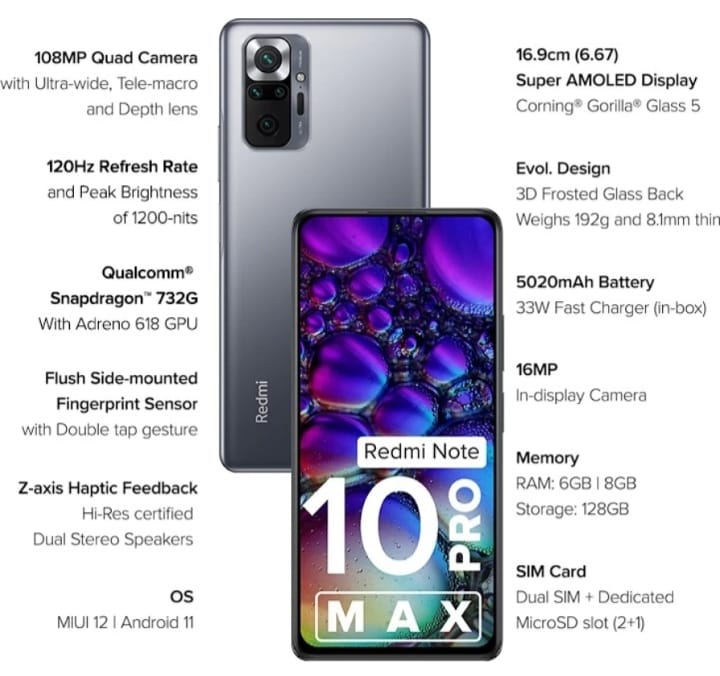 108MP Quad Camera
with Ultra-wide, Tele-macro
and Depth lens
120Hz Refresh Rate
and Peak Brightness
of 1200-nits
Qualcomm®
Snapdragon™ 732G
With Adreno 618 GPU
Flush Side-mounted
Fingerprint Sensor
with Double tap gesture
Z-axis Haptic Feedback
Hi-Res certified
Dual Stereo Speakers
OS
MIUI 12 | Android 11
Redmi
Redmi Note
10
PRO
MAX
16.9cm (6.67)
Super AMOLED Display
Corning® Gorilla® Glass 5
Evol. Design
3D Frosted Glass Back
Weighs 192g and 8.1mm thin
5020mAh Battery
33W Fast Charger (in-box)
16MP
In-display Camera
Memory
RAM: 6GB | 8GB
Storage: 128GB
SIM Card
Dual SIM + Dedicated
MicroSD slot (2+1)